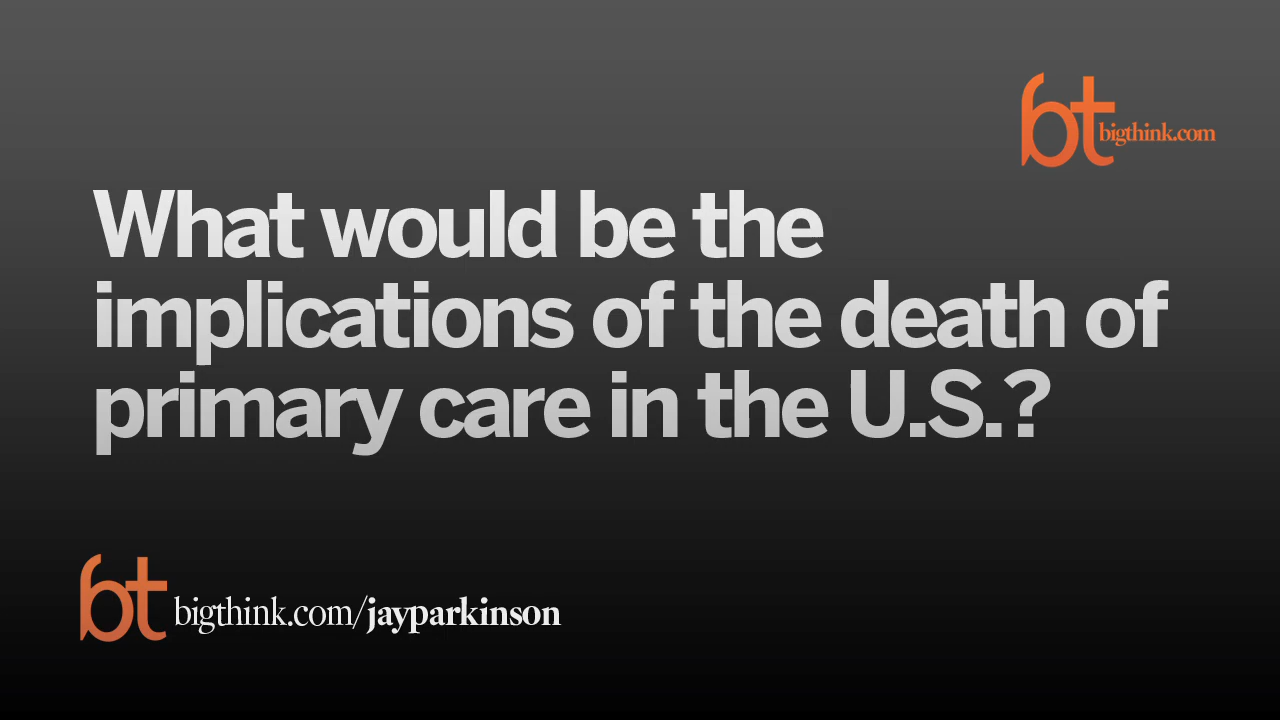 bt bigthink.com
What would be the
implications of the death of
primary care in the U.S.?
bt bigthink.com/jayparkinson